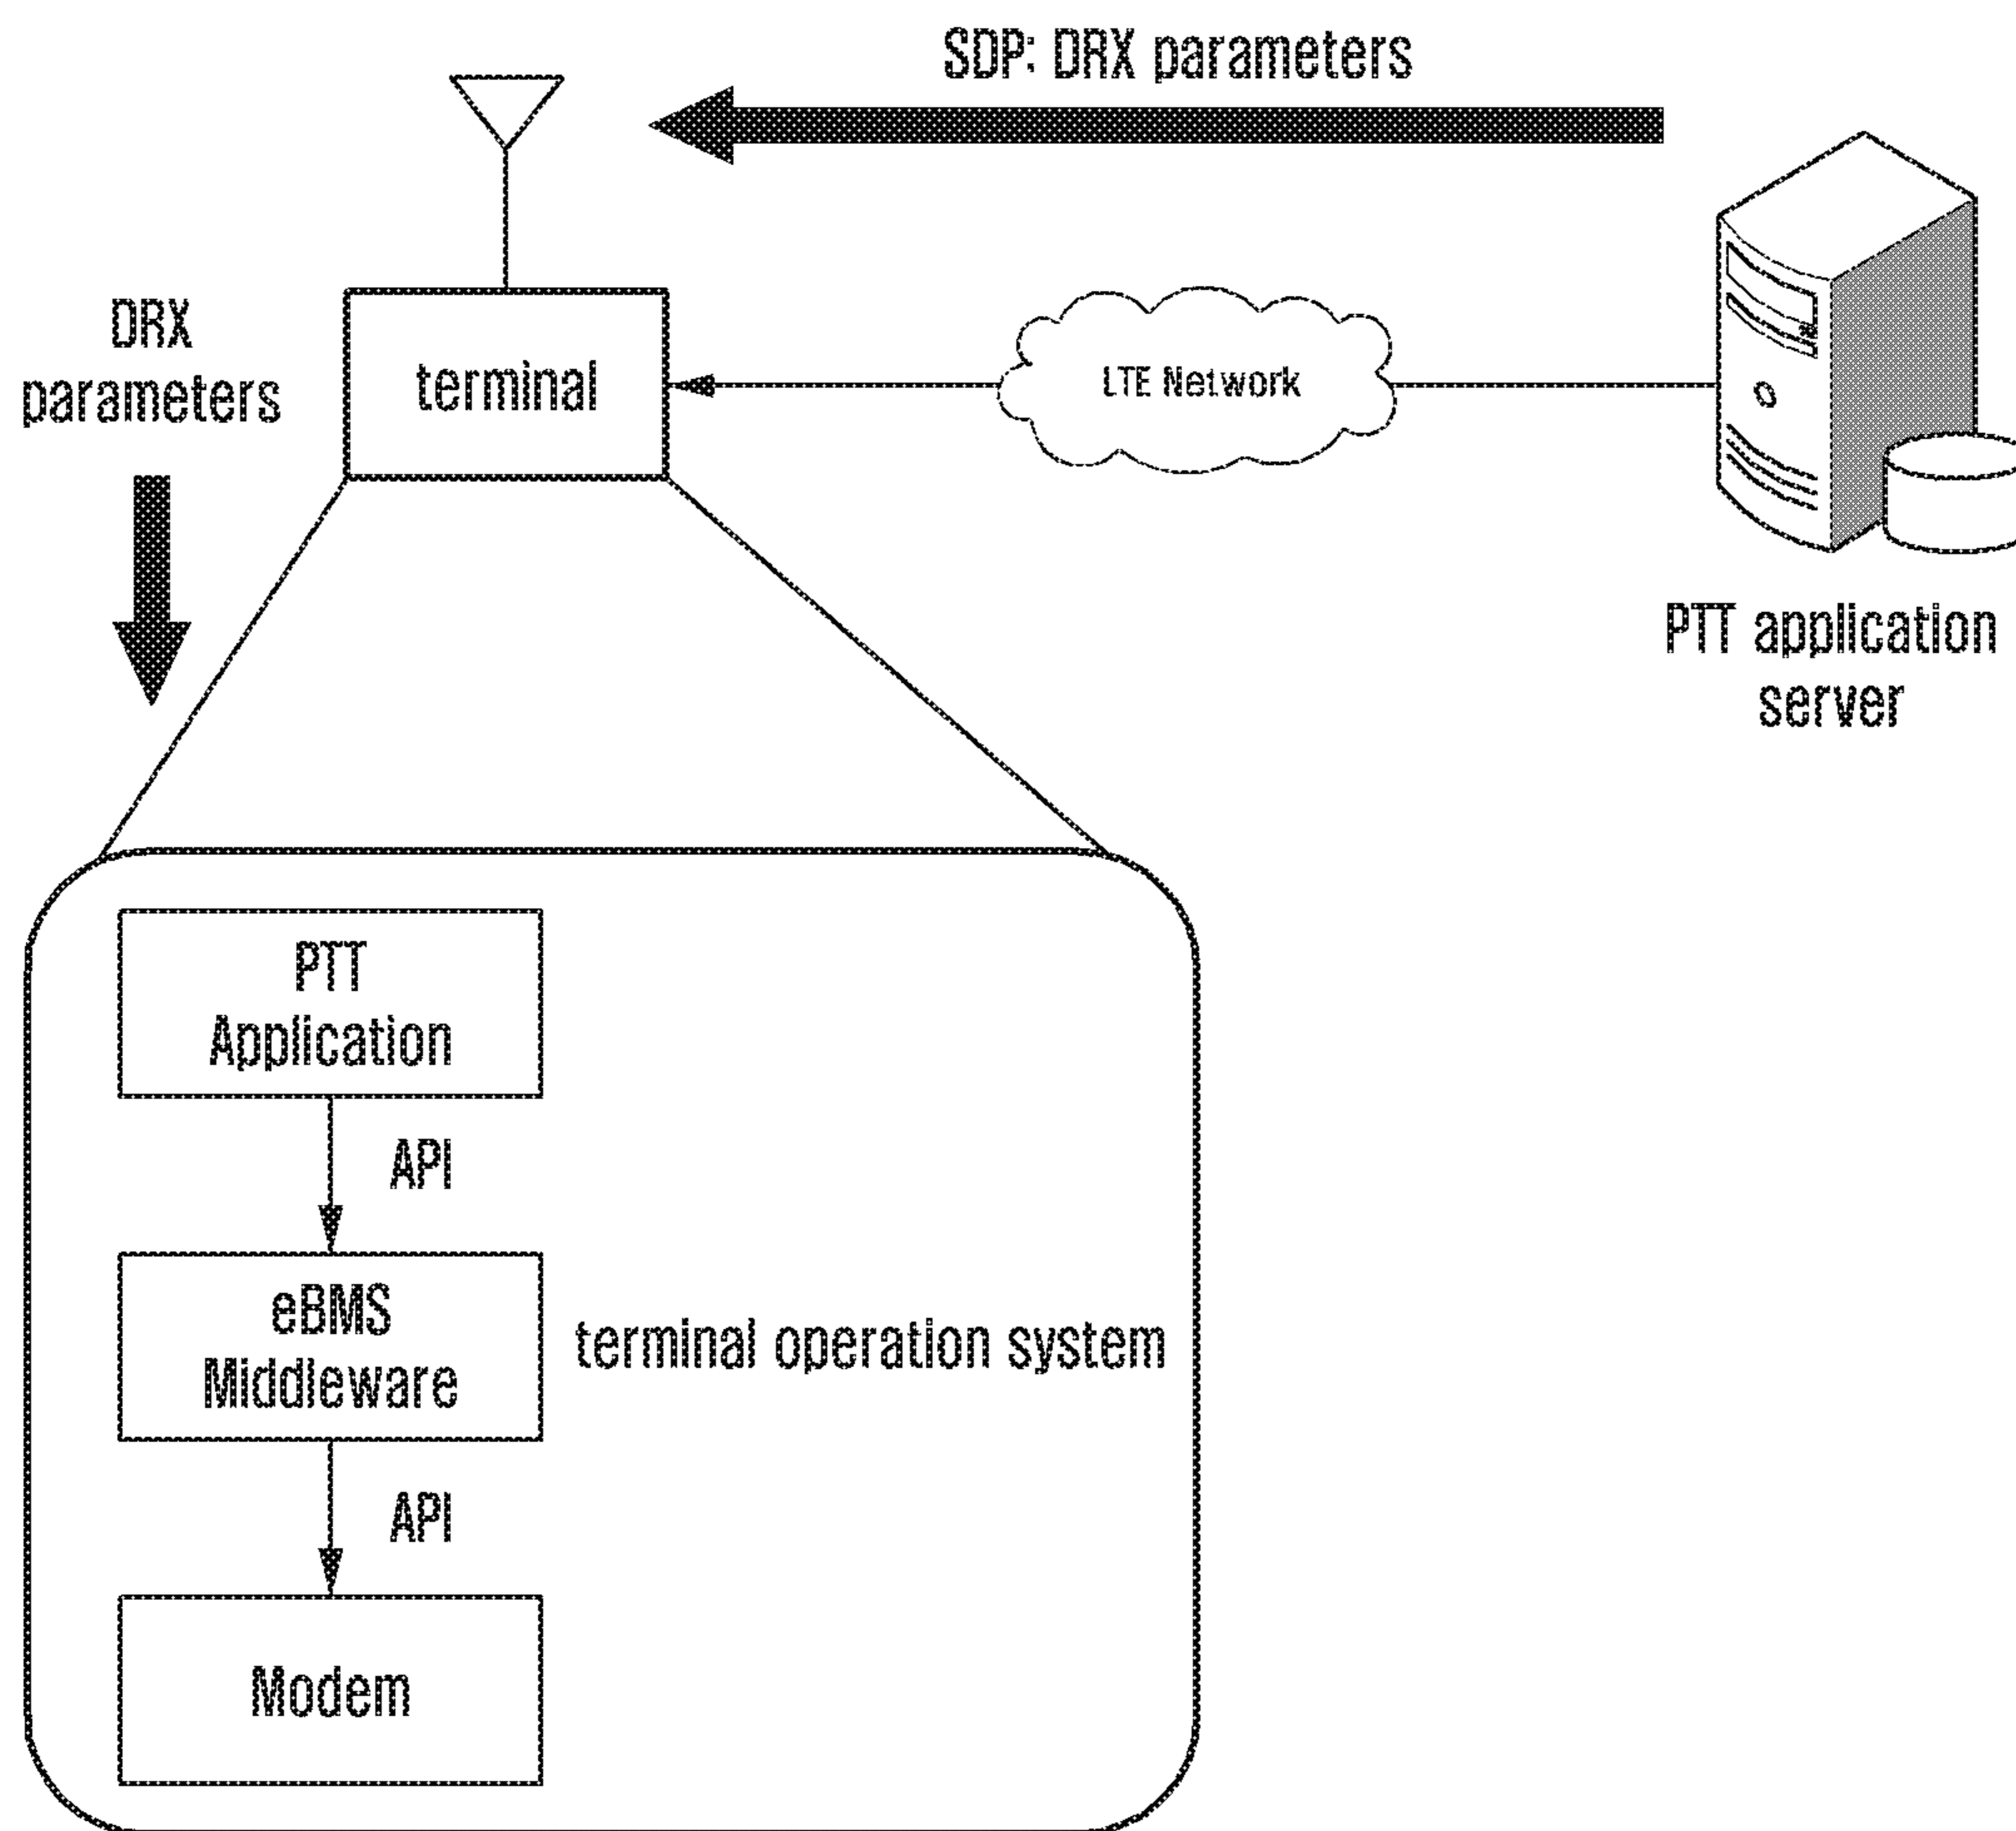 SDP: DRX parameters
DRX
parameters
terminal
LTE Network
PTT application
server
PTT
Application
API
eBMS
Middleware
terminal operation system
API
Modem